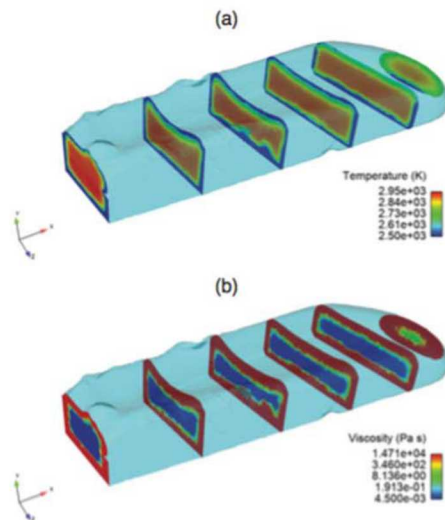 (a)
Temperature (K)
2.95e+03
2.84e+03
2.73e+03
2.61e+03
2.50e+03
(b)
Viscosity (Pa s)
1.471e+04
3.460e+02
8.136e+00
1.913e-01
4.500e-03